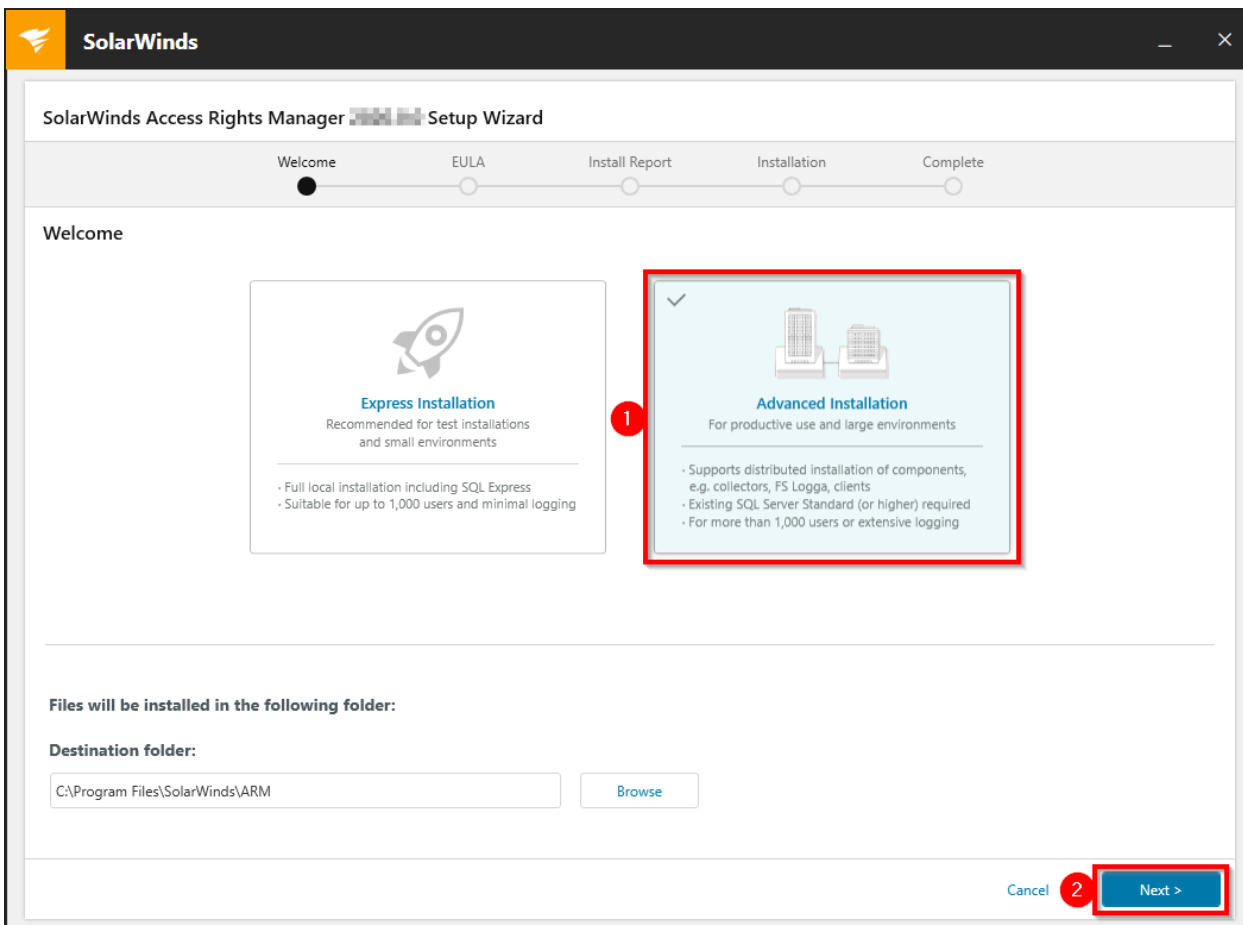 SolarWinds
SolarWinds Access Rights Manager Setup Wizard
Welcome
EULA
Install Report
Installation
Complete
Welcome
Express Installation
Recommended for test installations
and small environments
· Full local installation including SQL Express
· Suitable for up to 1,000 users and minimal logging
1
Advanced Installation
For productive use and large environments
· Supports distributed installation of components,
e.g. collectors, FS Logga, clients
· Existing SQL Server Standard (or higher) required
· For more than 1,000 users or extensive logging
Files will be installed in the following folder:
Destination folder:
C:\Program Files\SolarWinds\ARM
Browse
Cancel
2
Next >